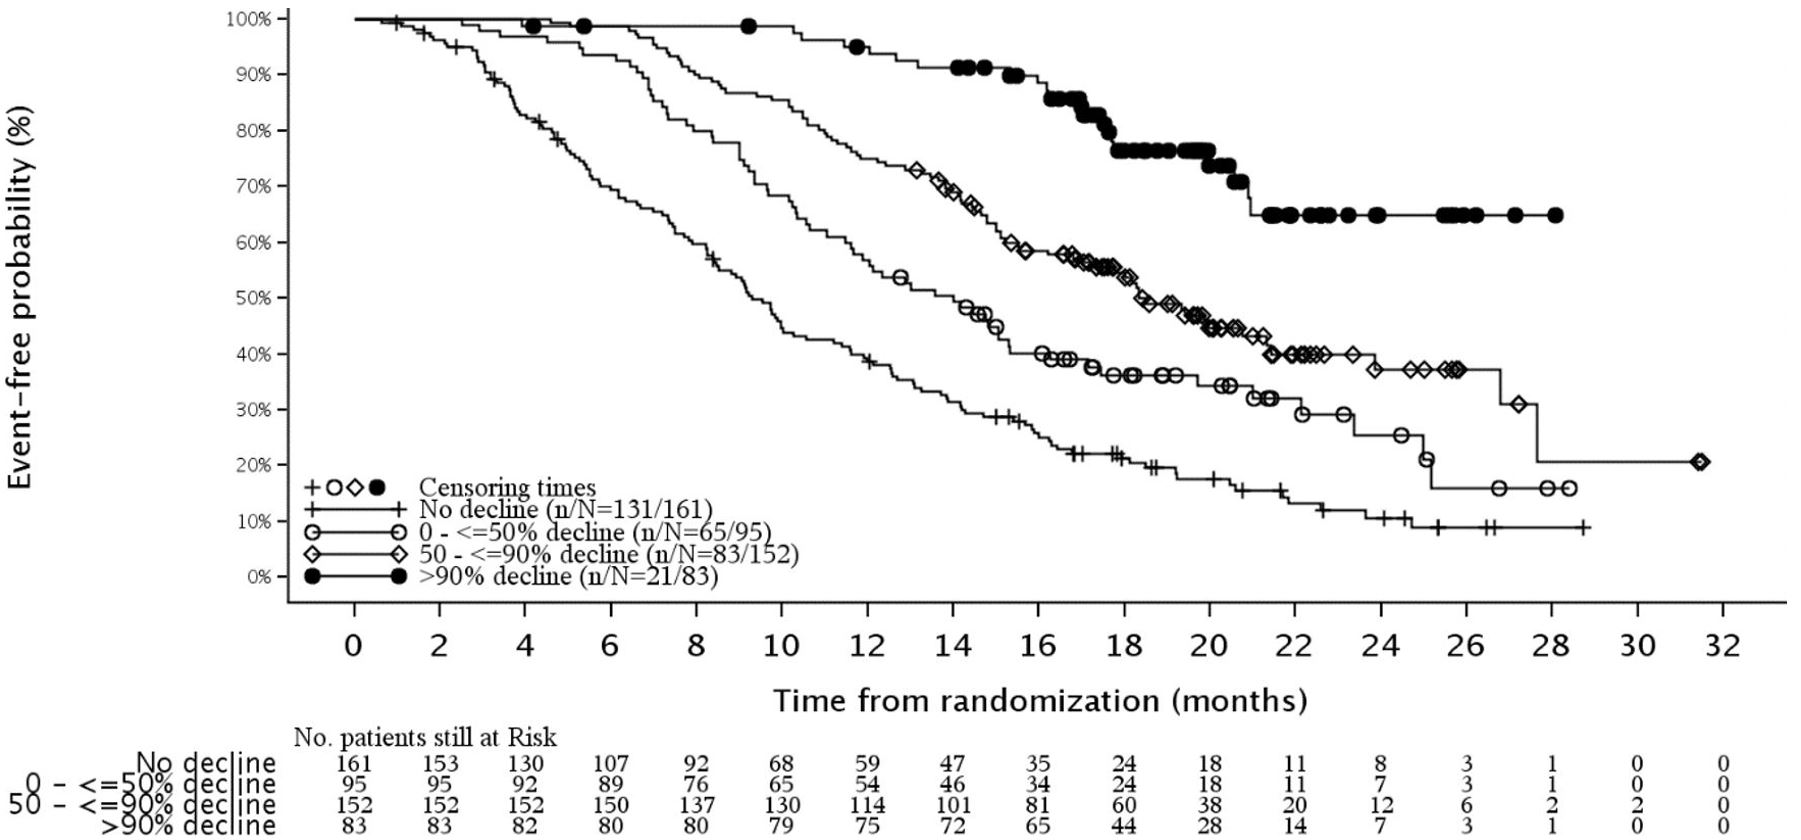 Event-free probability (%)
100%
90%
80%
70%
60%
50%
40%
30%
20%
10%
0%
Censoring times
No decline (n/N=131/161)
0 - <=50% decline (n/N=65/95)
50 - <=90% decline (n/N=83/152)
>90% decline (n/N=21/83)
0 2 4 6 8 10 12 14 16 18 20 22 24 26 28 30 32
Time from randomization (months)
No. patients still at Risk
No decline 161 153 130 107 92 68 59 47 35 24 18 11 8 3 1 0 0
0 - <=50% decline 95 95 92 89 76 65 54 46 34 24 18 11 7 3 1 0 0
50 - <=90% decline 152 152 152 150 137 130 114 101 81 60 38 20 12 6 2 2 0
>90% decline 83 83 82 80 80 79 75 72 65 44 28 14 7 3 1 0 0